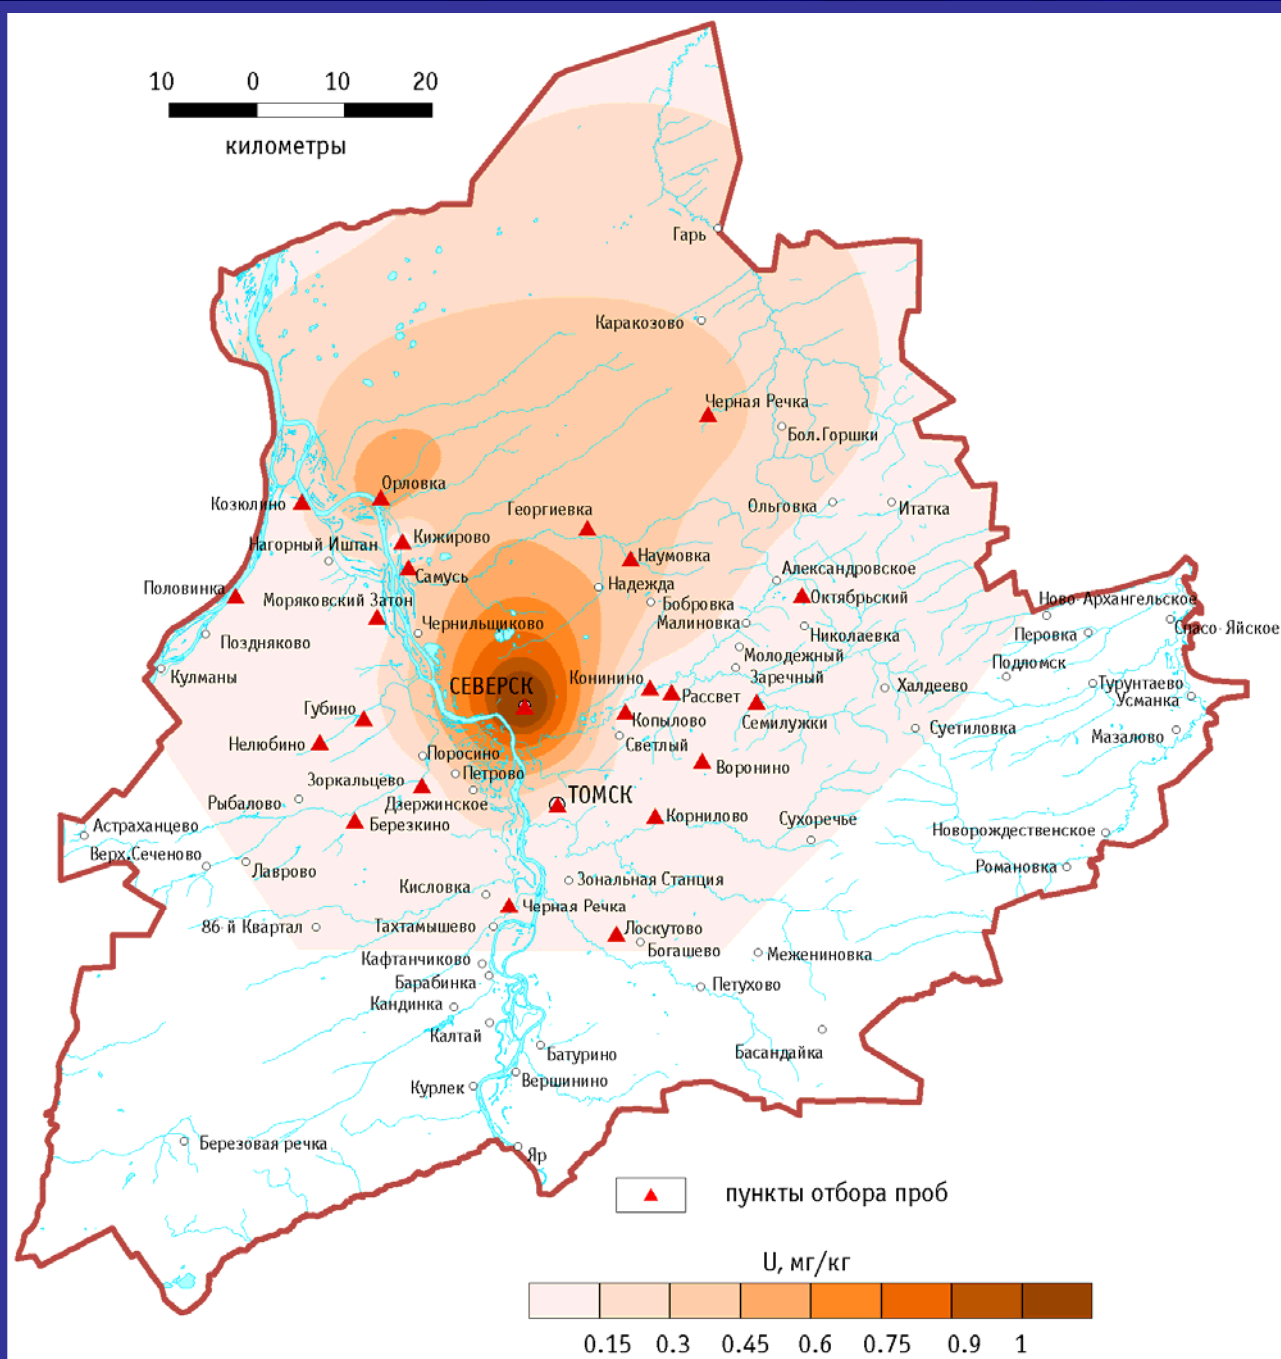 10 0 10 20
километры
Гарь
Каракозово
Черная Речка
Бол.Горшки
Орловка
Козюлино
Георгиевка
Ольговка
Итатка
Кижирово
Нагорный Иштан
Наумовка
Самусь
Александровское
Надежда
Половинка
Моряковский Затон
Октябрьский
Бобровка
Ново-Архангельское
Чернильщиково
Малиновка
Николаевка
Перовка
Спасо-Яйское
Поздняково
Молодежный
Подломск
Кулманы
Конинино
Заречный
СЕВЕРСК
Рассвет
Халдеево
Турунтаево
Усманка
Губино
Копылово
Семилужки
Суетиловка
Мазалово
Нелюбино
Светлый
Поросино
Воронино
Петрово
Зоркальцево
ТОМСК
Рыбалово
Дзержинское
Корнилово
Сухоречье
Астраханцево
Березкино
Новорождественское
Верх.Сеченово
Лаврово
Романовка
Кисловка
Зональная Станция
Черная Речка
86-й Квартал
Тахтамышево
Лоскутово
Богашево
Кафтанчиково
Межениновка
Барабинка
Петухово
Кандинка
Калтай
Батурино
Басандайка
Курлек
Вершинино
Березовая речка
Яр
пункты отбора проб
U, мг/кг
0.15 0.3 0.45 0.6 0.75 0.9 1